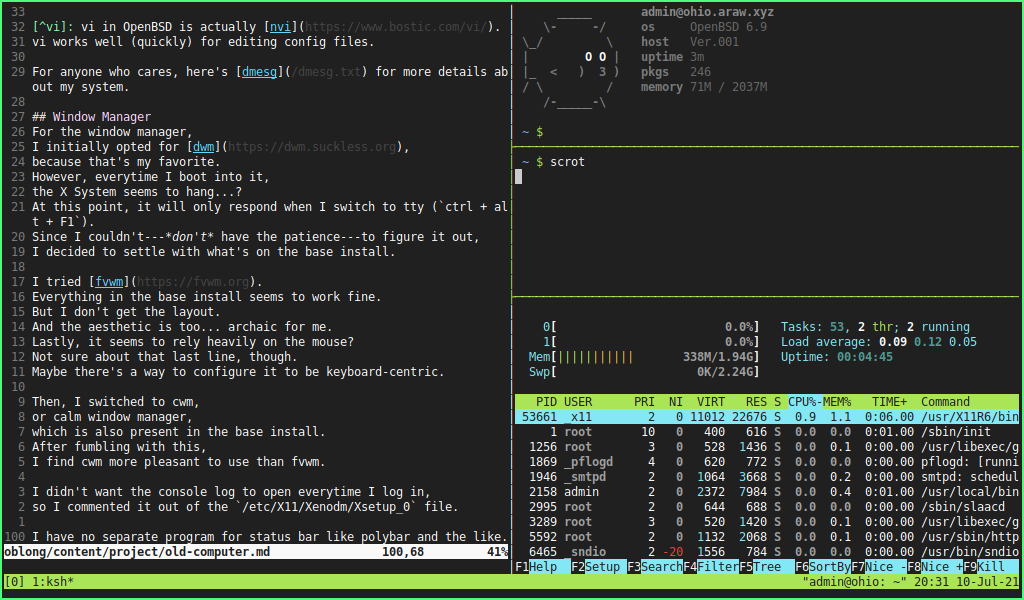 33
32 [^vi]: vi in OpenBSD is actually [nvi](https://www.bostic.com/vi/).
31 vi works well (quickly) for editing config files.
30
29 For anyone who cares, here's [dmesg](/dmesg.txt) for more details ab
out my system.
28
27 ## Window Manager
26 For the window manager,
25 I initially opted for [dwm](https://dwm.suckless.org),
24 because that's my favorite.
23 However, everytime I boot into it,
22 the X System seems to hang...?
21 At this point, it will only respond when I switch to tty (`ctrl + al
t + F1`).
20 Since I couldn't---*don't* have the patience---to figure it out,
19 I decided to settle with what's on the base install.
18
17 I tried [fvwm](https://fvwm.org).
16 Everything in the base install seems to work fine.
15 But I don't get the layout.
14 And the aesthetic is too... archaic for me.
13 Lastly, it seems to rely heavily on the mouse?
12 Not sure about that last line, though.
11 Maybe there's a way to configure it to be keyboard-centric.
10
9 Then, I switched to cwm,
8 or calm window manager,
7 which is also present in the base install.
6 After fumbling with this,
5 I find cwm more pleasant to use than fvwm.
4
3 I didn't want the console log to open everytime I log in,
2 so I commented it out of the `/etc/X11/Xenodm/Xsetup_0` file.
1
100 I have no separate program for status bar like polybar and the like.
oblong/content/project/old-computer.md 100,68 41%
      _____
    \-     -/
 \_/         \
 |        0 0 |
 |_  <   )  3 )
 / \         /
    /-_____-\
admin@ohio.araw.xyz
os OpenBSD 6.9
host Ver.001
uptime 3m
pkgs 246
memory 71M / 2037M
~ $
~ $ scrot
0[ 0.0%]
1[ 0.0%]
Mem[||||||||||| 338M/1.94G]
Swp[ 0K/2.24G]
Tasks: 53, 2 thr; 2 running
Load average: 0.09 0.12 0.05
Uptime: 00:04:45
PID USER PRI NI VIRT RES S CPU%-MEM% TIME+ Command
53661 _x11 2 0 11012 22676 S 0.9 1.1 0:06.00 /usr/X11R6/bin
1 root 10 0 400 616 S 0.0 0.0 0:01.00 /sbin/init
1256 root 3 0 528 1436 S 0.0 0.1 0:00.00 /usr/libexec/g
1869 _pflogd 4 0 620 772 S 0.0 0.0 0:00.00 pflogd: [runni
1946 _smtpd 2 0 1064 3668 S 0.0 0.2 0:00.00 smtpd: schedul
2158 admin 2 0 2372 7984 S 0.0 0.4 0:01.00 /usr/local/bin
2995 root 2 0 644 688 S 0.0 0.0 0:00.00 /sbin/slaacd
3289 root 3 0 520 1420 S 0.0 0.1 0:00.00 /usr/libexec/g
5592 root 2 0 1132 2068 S 0.0 0.1 0:00.00 /usr/sbin/http
6465 _sndio 2 -20 1556 784 S 0.0 0.0 0:00.00 /usr/bin/sndio
F1Help F2Setup F3SearchF4FilterF5Tree F6SortByF7Nice -F8Nice +F9Kill
[0] 1:ksh* "admin@ohio: ~" 20:31 10-Jul-21